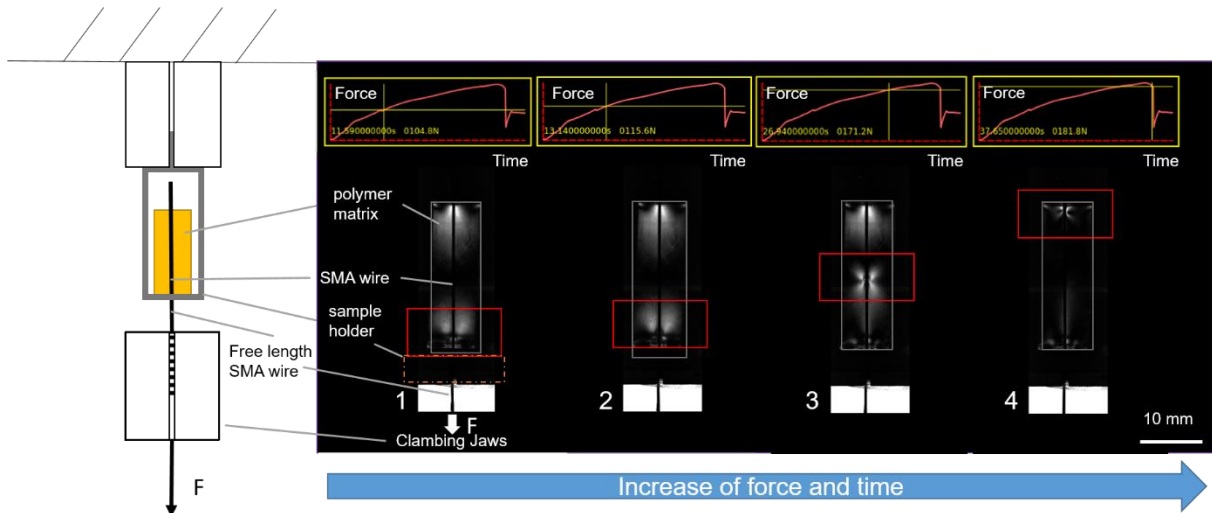 Force
11.590000000s 0104.8N
Time
Force
13.140000000s 0115.6N
Time
Force
26.940000000s 0171.2N
Time
Force
37.650000000s 0181.8N
Time
polymer
matrix
SMA wire
sample
holder
Free length
SMA wire
Clambing Jaws
F
1
F
2
3
4
10 mm
Increase of force and time